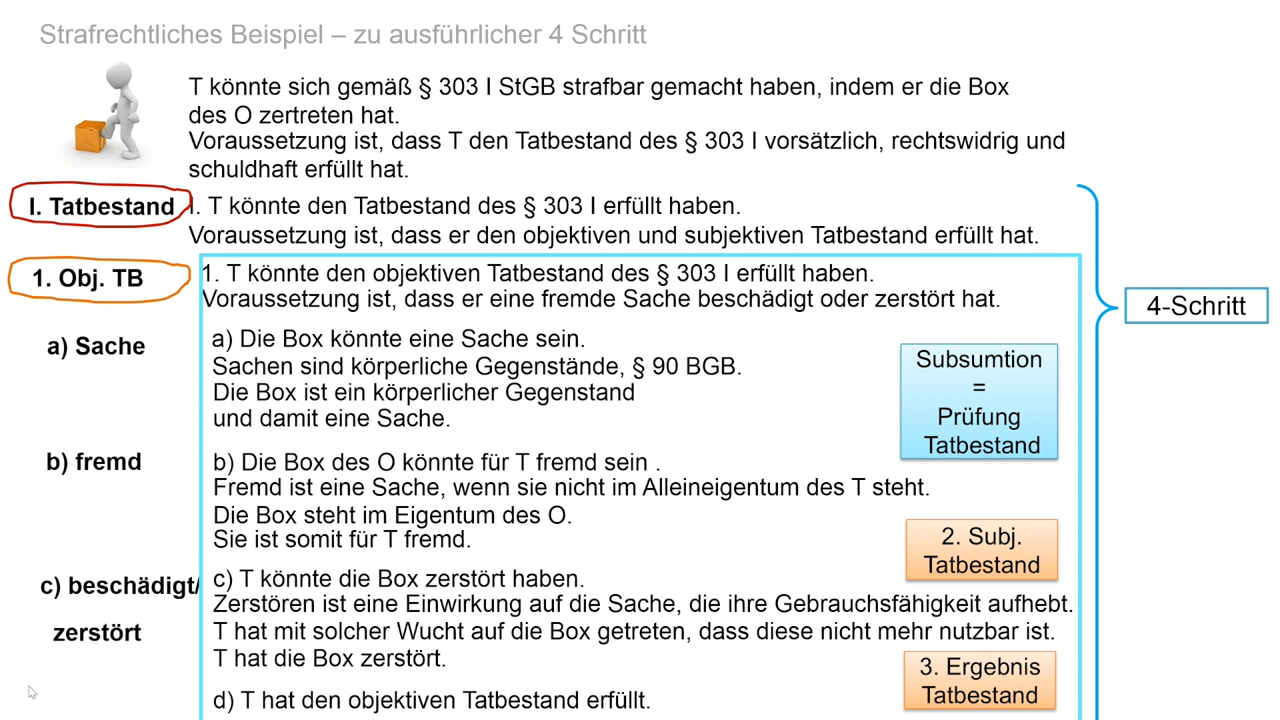 Strafrechtliches Beispiel – zu ausführlicher 4 Schritt
T könnte sich gemäß § 303 I StGB strafbar gemacht haben, indem er die Box
des O zertreten hat.
Voraussetzung ist, dass T den Tatbestand des § 303 I vorsätzlich, rechtswidrig und
schuldhaft erfüllt hat.
I. Tatbestand
I. T könnte den Tatbestand des § 303 I erfüllt haben.
Voraussetzung ist, dass er den objektiven und subjektiven Tatbestand erfüllt hat.
1. Obj. TB
1. T könnte den objektiven Tatbestand des § 303 I erfüllt haben.
Voraussetzung ist, dass er eine fremde Sache beschädigt oder zerstört hat.
4-Schritt
a) Sache
a) Die Box könnte eine Sache sein.
Sachen sind körperliche Gegenstände, § 90 BGB.
Die Box ist ein körperlicher Gegenstand
und damit eine Sache.
Subsumtion
=
Prüfung
Tatbestand
b) fremd
b) Die Box des O könnte für T fremd sein .
Fremd ist eine Sache, wenn sie nicht im Alleineigentum des T steht.
Die Box steht im Eigentum des O.
Sie ist somit für T fremd.
2. Subj.
Tatbestand
c) beschädigt/
zerstört
c) T könnte die Box zerstört haben.
Zerstören ist eine Einwirkung auf die Sache, die ihre Gebrauchsfähigkeit aufhebt.
T hat mit solcher Wucht auf die Box getreten, dass diese nicht mehr nutzbar ist.
T hat die Box zerstört.
3. Ergebnis
Tatbestand
d) T hat den objektiven Tatbestand erfüllt.